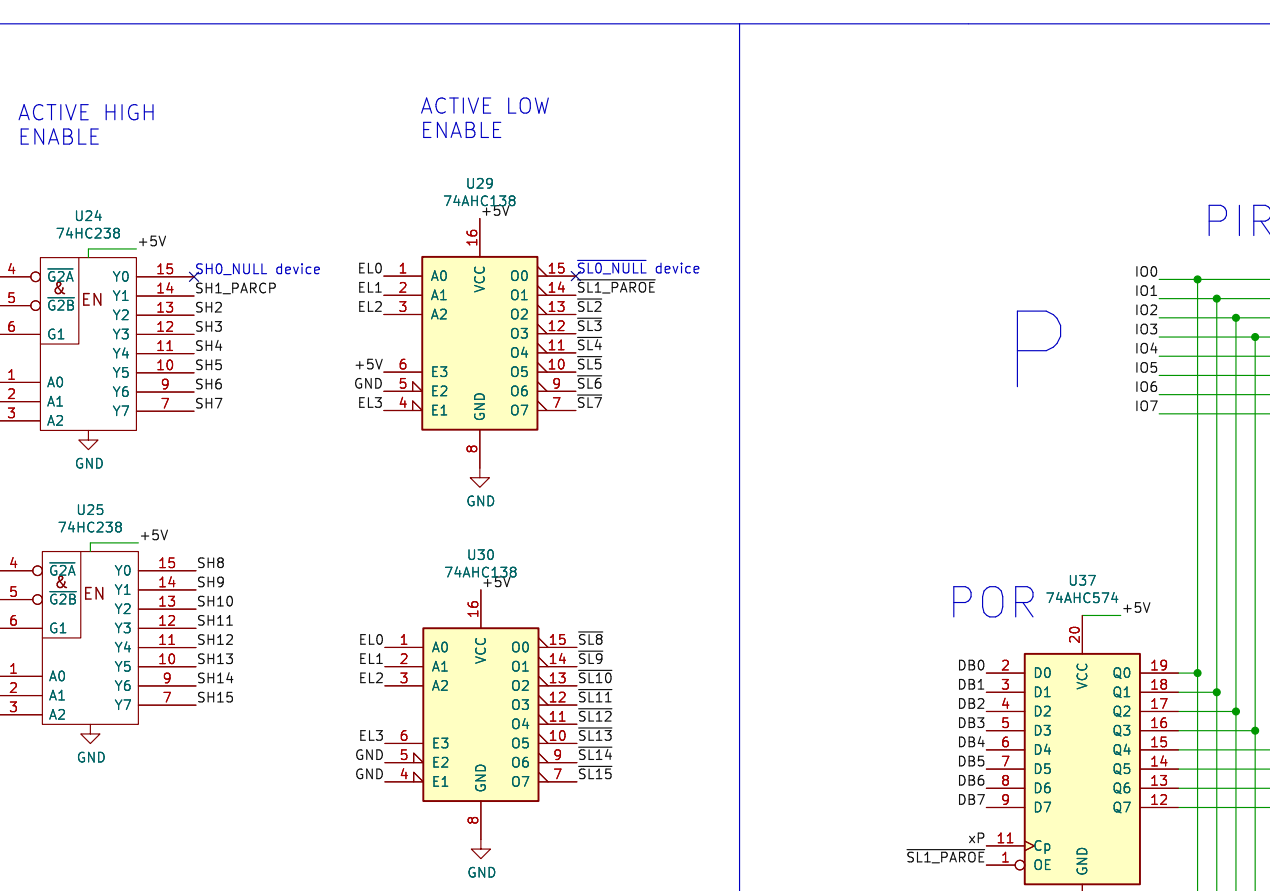 ACTIVE HIGH
ENABLE
U24
74HC238
+5V
4 G2A Y0 15 SH0_NULL device
& EN Y1 14 SH1_PARCP
5 G2B Y2 13 SH2
6 G1 Y3 12 SH3
Y4 11 SH4
Y5 10 SH5
1 A0 Y6 9 SH6
2 A1 Y7 7 SH7
3 A2
GND
U25
74HC238
+5V
4 G2A Y0 15 SH8
& EN Y1 14 SH9
5 G2B Y2 13 SH10
6 G1 Y3 12 SH11
Y4 11 SH12
Y5 10 SH13
1 A0 Y6 9 SH14
2 A1 Y7 7 SH15
3 A2
GND
ACTIVE LOW
ENABLE
U29
74AHC138
+5V
16
VCC
EL0 1 A0 O0 15 SL0_NULL device
EL1 2 A1 O1 14 SL1_PAROE
EL2 3 A2 O2 13 SL2
O3 12 SL3
O4 11 SL4
+5V 6 E3 O5 10 SL5
GND 5 E2 O6 9 SL6
EL3 4 E1 O7 7 SL7
GND
8
GND
U30
74AHC138
+5V
16
VCC
EL0 1 A0 O0 15 SL8
EL1 2 A1 O1 14 SL9
EL2 3 A2 O2 13 SL10
O3 12 SL11
O4 11 SL12
EL3 6 E3 O5 10 SL13
GND 5 E2 O6 9 SL14
GND 4 E1 O7 7 SL15
GND
8
GND
PIR
P
IO0
IO1
IO2
IO3
IO4
IO5
IO6
IO7
POR
U37
74AHC574
+5V
20
VCC
DB0 2 D0 Q0 19
DB1 3 D1 Q1 18
DB2 4 D2 Q2 17
DB3 5 D3 Q3 16
DB4 6 D4 Q4 15
DB5 7 D5 Q5 14
DB6 8 D6 Q6 13
DB7 9 D7 Q7 12
xP 11 Cp
SL1_PAROE 1 OE
GND